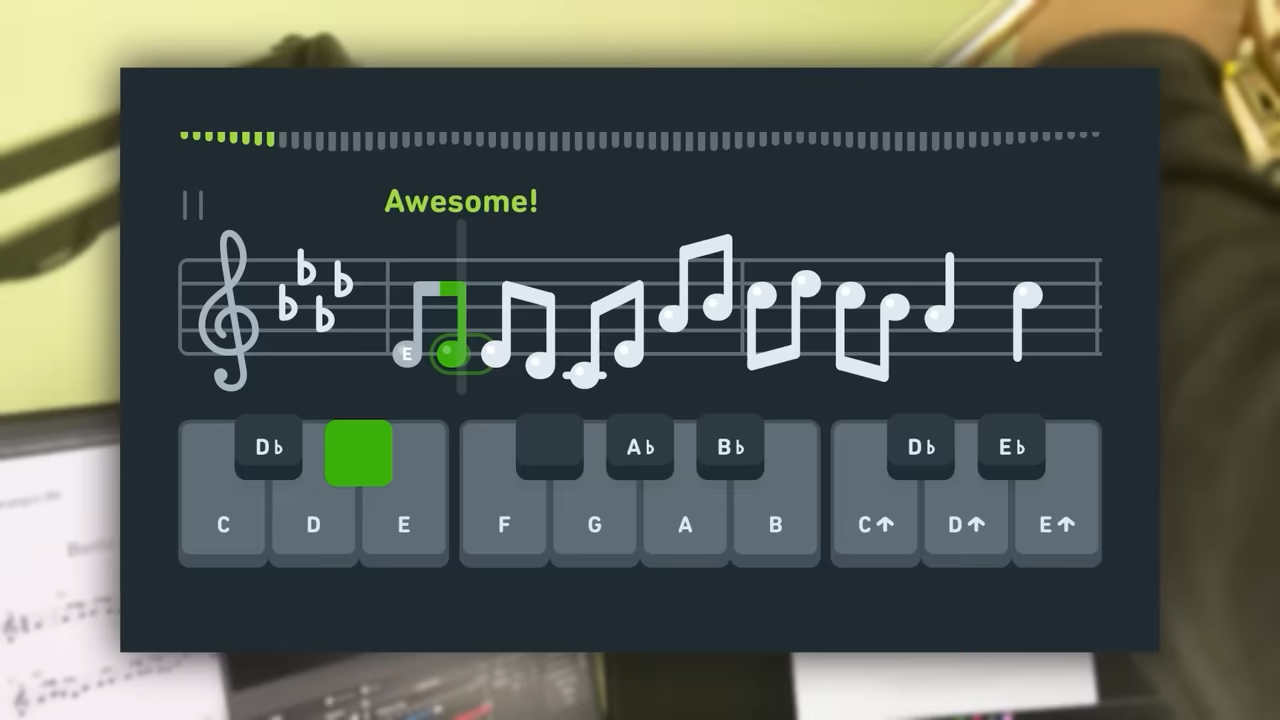 Awesome!
E
D♭ A♭ B♭ D♭ E♭
C D E F G A B C↑ D↑ E↑